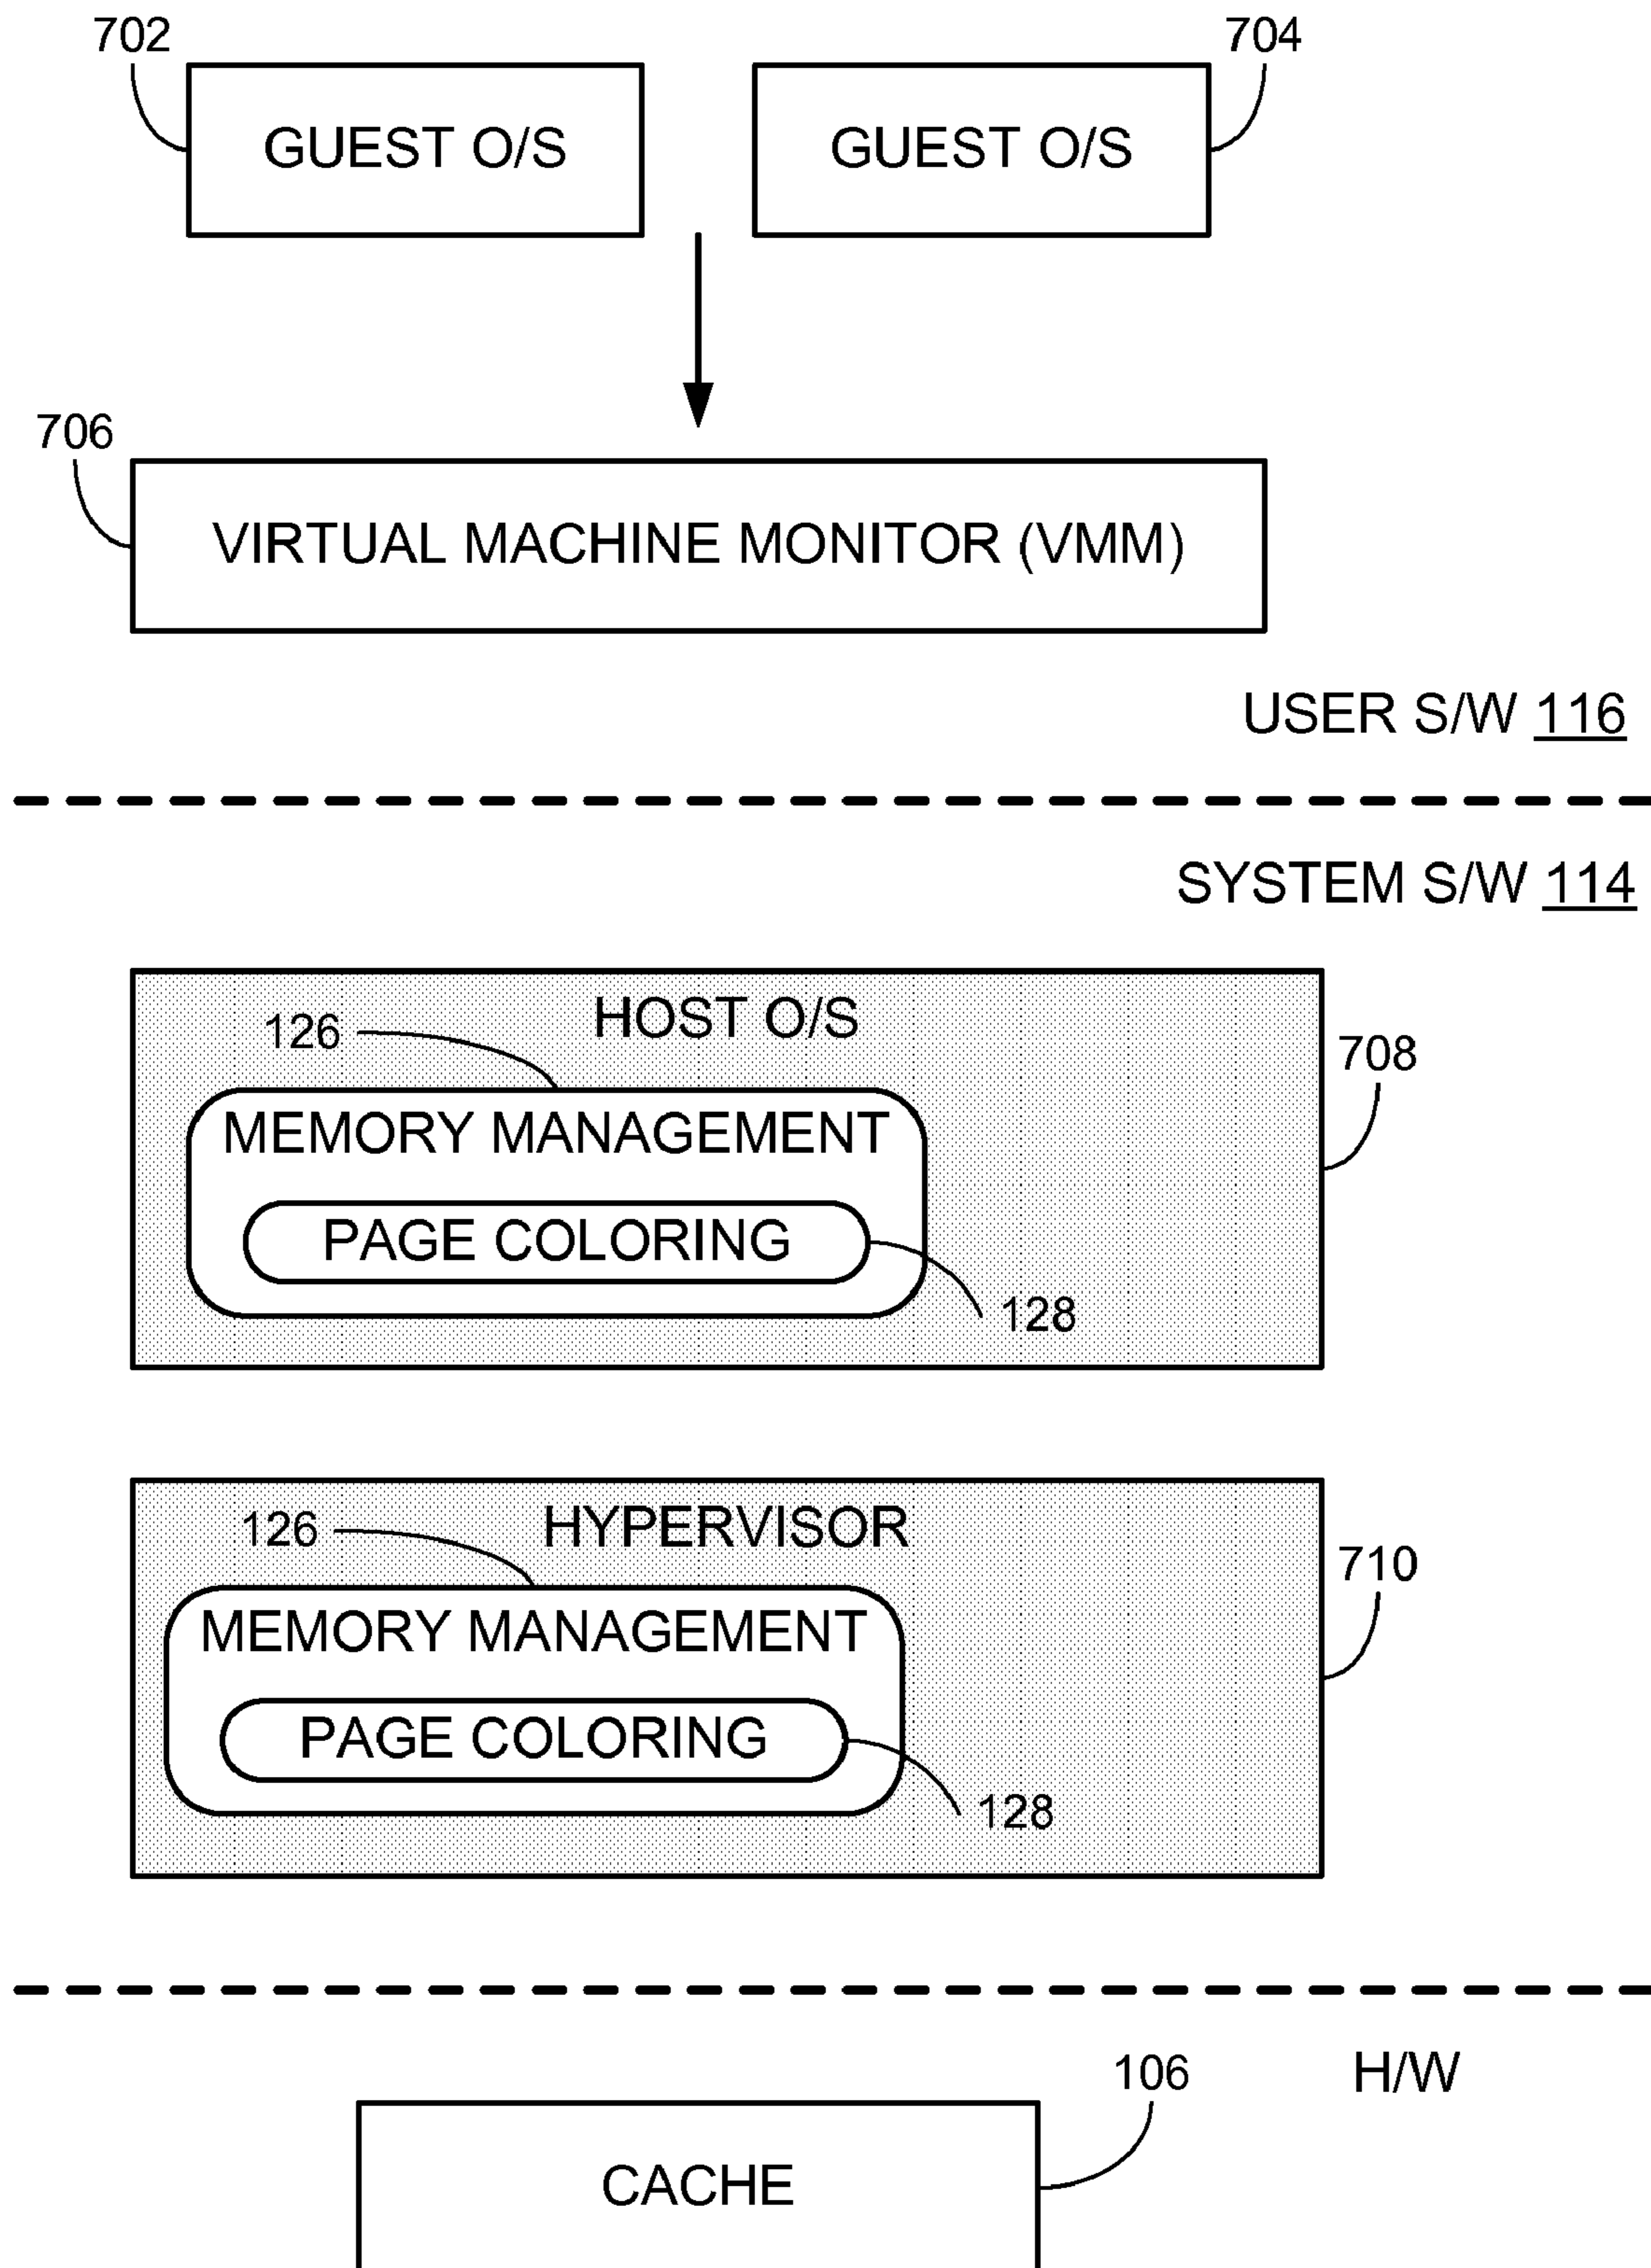 702
704
GUEST O/S
GUEST O/S
706
VIRTUAL MACHINE MONITOR (VMM)
USER S/W 116
SYSTEM S/W 114
HOST O/S
126
708
MEMORY MANAGEMENT
PAGE COLORING
128
HYPERVISOR
126
710
MEMORY MANAGEMENT
PAGE COLORING
128
106
H/W
CACHE